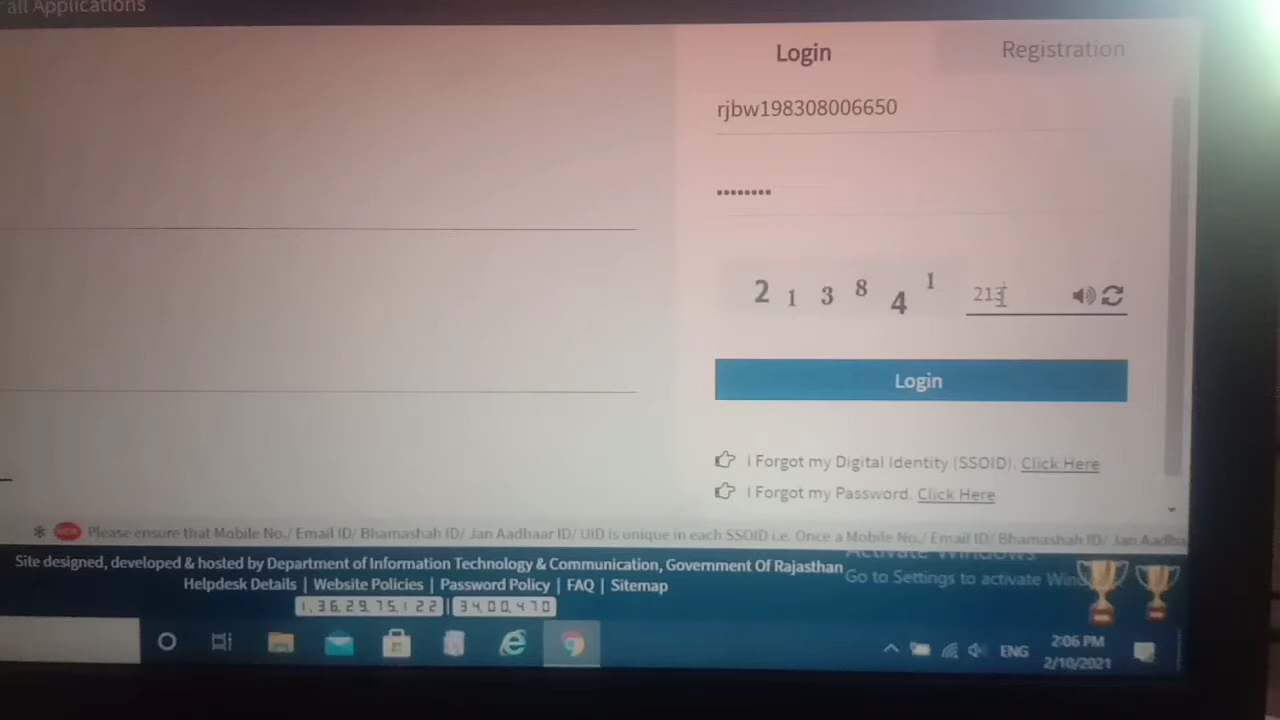 all Applications
Login
Registration
rjbw198308006650
••••••••
2 1 3 8 4 1
213
Login
I Forgot my Digital Identity (SSOID). Click Here
I Forgot my Password. Click Here
Please ensure that Mobile No./ Email ID/ Bhamashah ID/ Jan Aadhaar ID/ UID is unique in each SSOID i.e. Once a Mobile No./ Email ID/ Bhamashah ID/ Jan Aadha
Site designed, developed & hosted by Department of Information Technology & Communication, Government Of Rajasthan
Activate Windows
Go to Settings to activate Wind
Helpdesk Details | Website Policies | Password Policy | FAQ | Sitemap
1,36,29,75,122 || 34,00,470
ENG
2:06 PM
2/10/2021